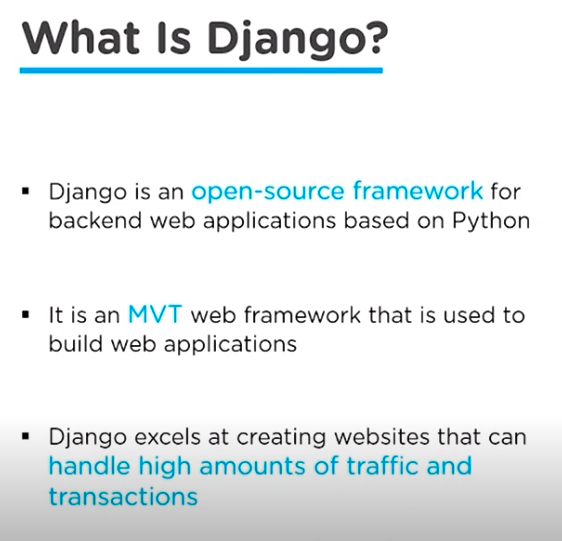 What Is Django?
▪ Django is an open-source framework for
backend web applications based on Python
▪ It is an MVT web framework that is used to
build web applications
▪ Django excels at creating websites that can
handle high amounts of traffic and
transactions